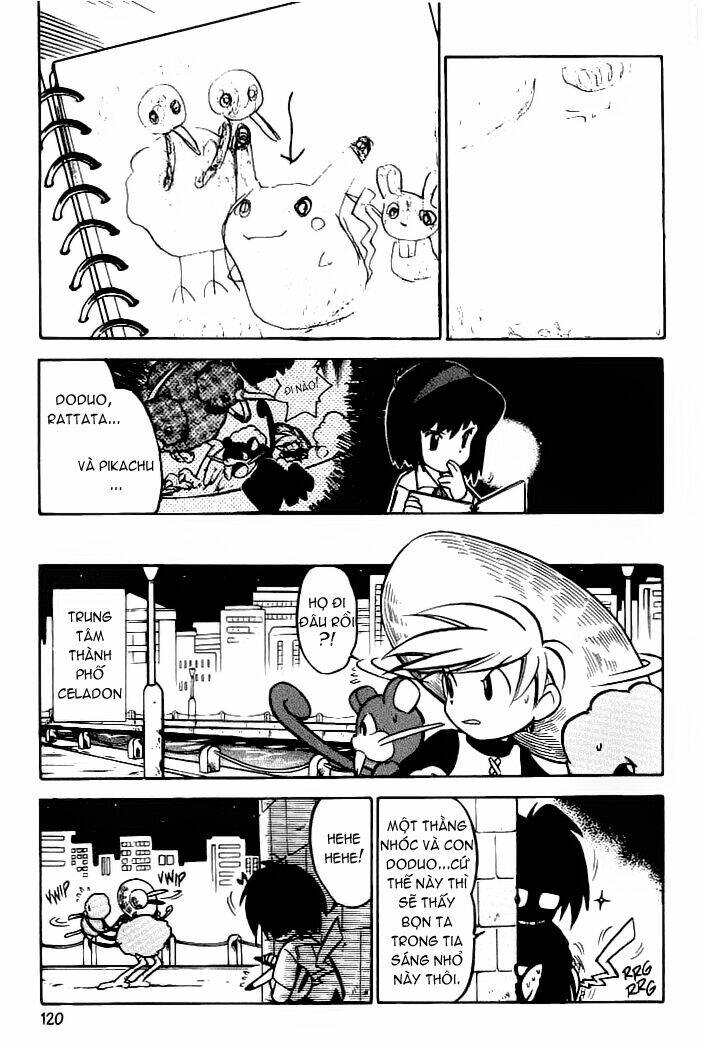 DODUO,
RATTATA...
VÀ PIKACHU
...
ĐI NÀO!
TRUNG
TÂM
THÀNH
PHỐ
CELADON
HỌ ĐI
ĐÂU RỒI
?!
VWIP
VWIP
HEHE
HEHE!
MỘT THẰNG
NHÓC VÀ CON
DODUO...CỨ
THẾ NÀY THÌ
SẼ THẤY
BỌN TA
TRONG TIA
SÁNG NHỎ
NÀY THÔI.
RRG
RRG
120